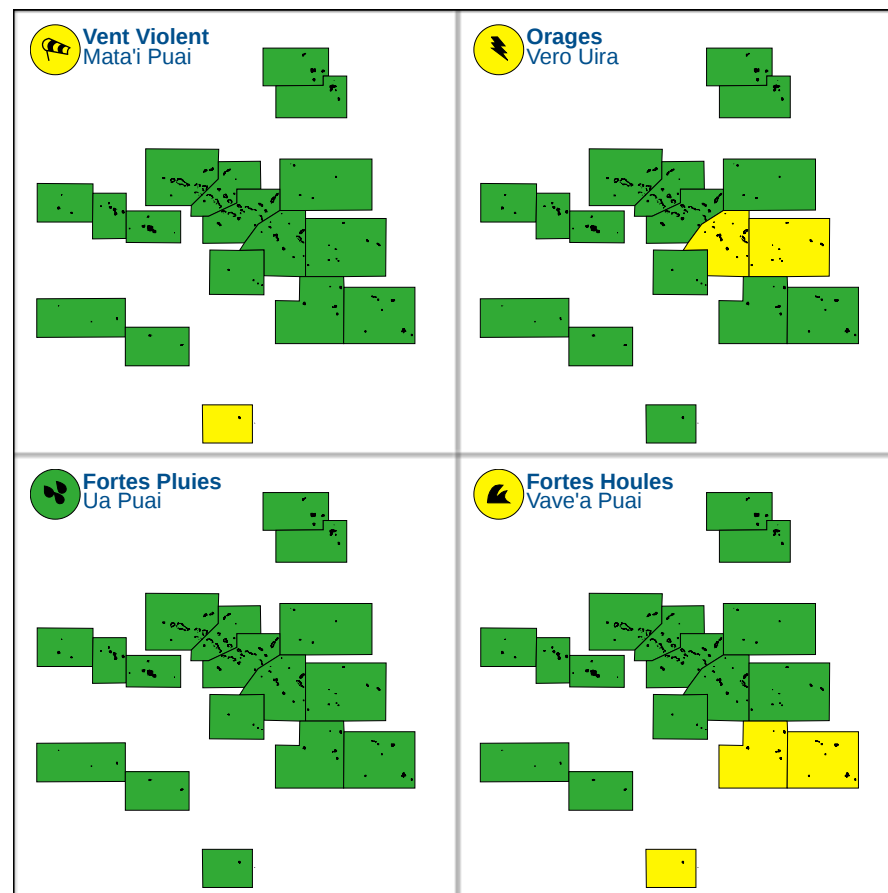 Vent Violent
Mata'i Puai
Orages
Vero Uira
Fortes Pluies
Ua Puai
Fortes Houles
Vave'a Puai